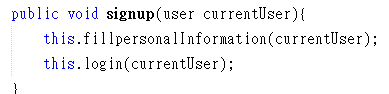 public void signup(user currentUser){
    this.fillpersonalInformation(currentUser);
    this.login(currentUser);
}